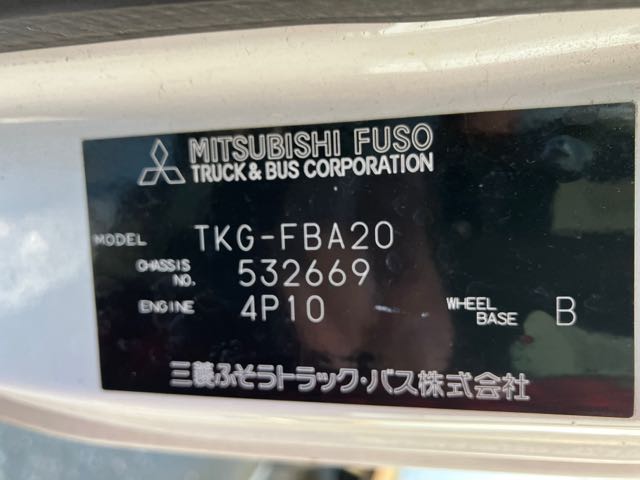 MITSUBISHI FUSO
TRUCK & BUS CORPORATION
MODEL TKG-FBA20
CHASSIS NO. 532669
ENGINE 4P10 WHEEL BASE B
三菱ふそうトラック・バス株式会社